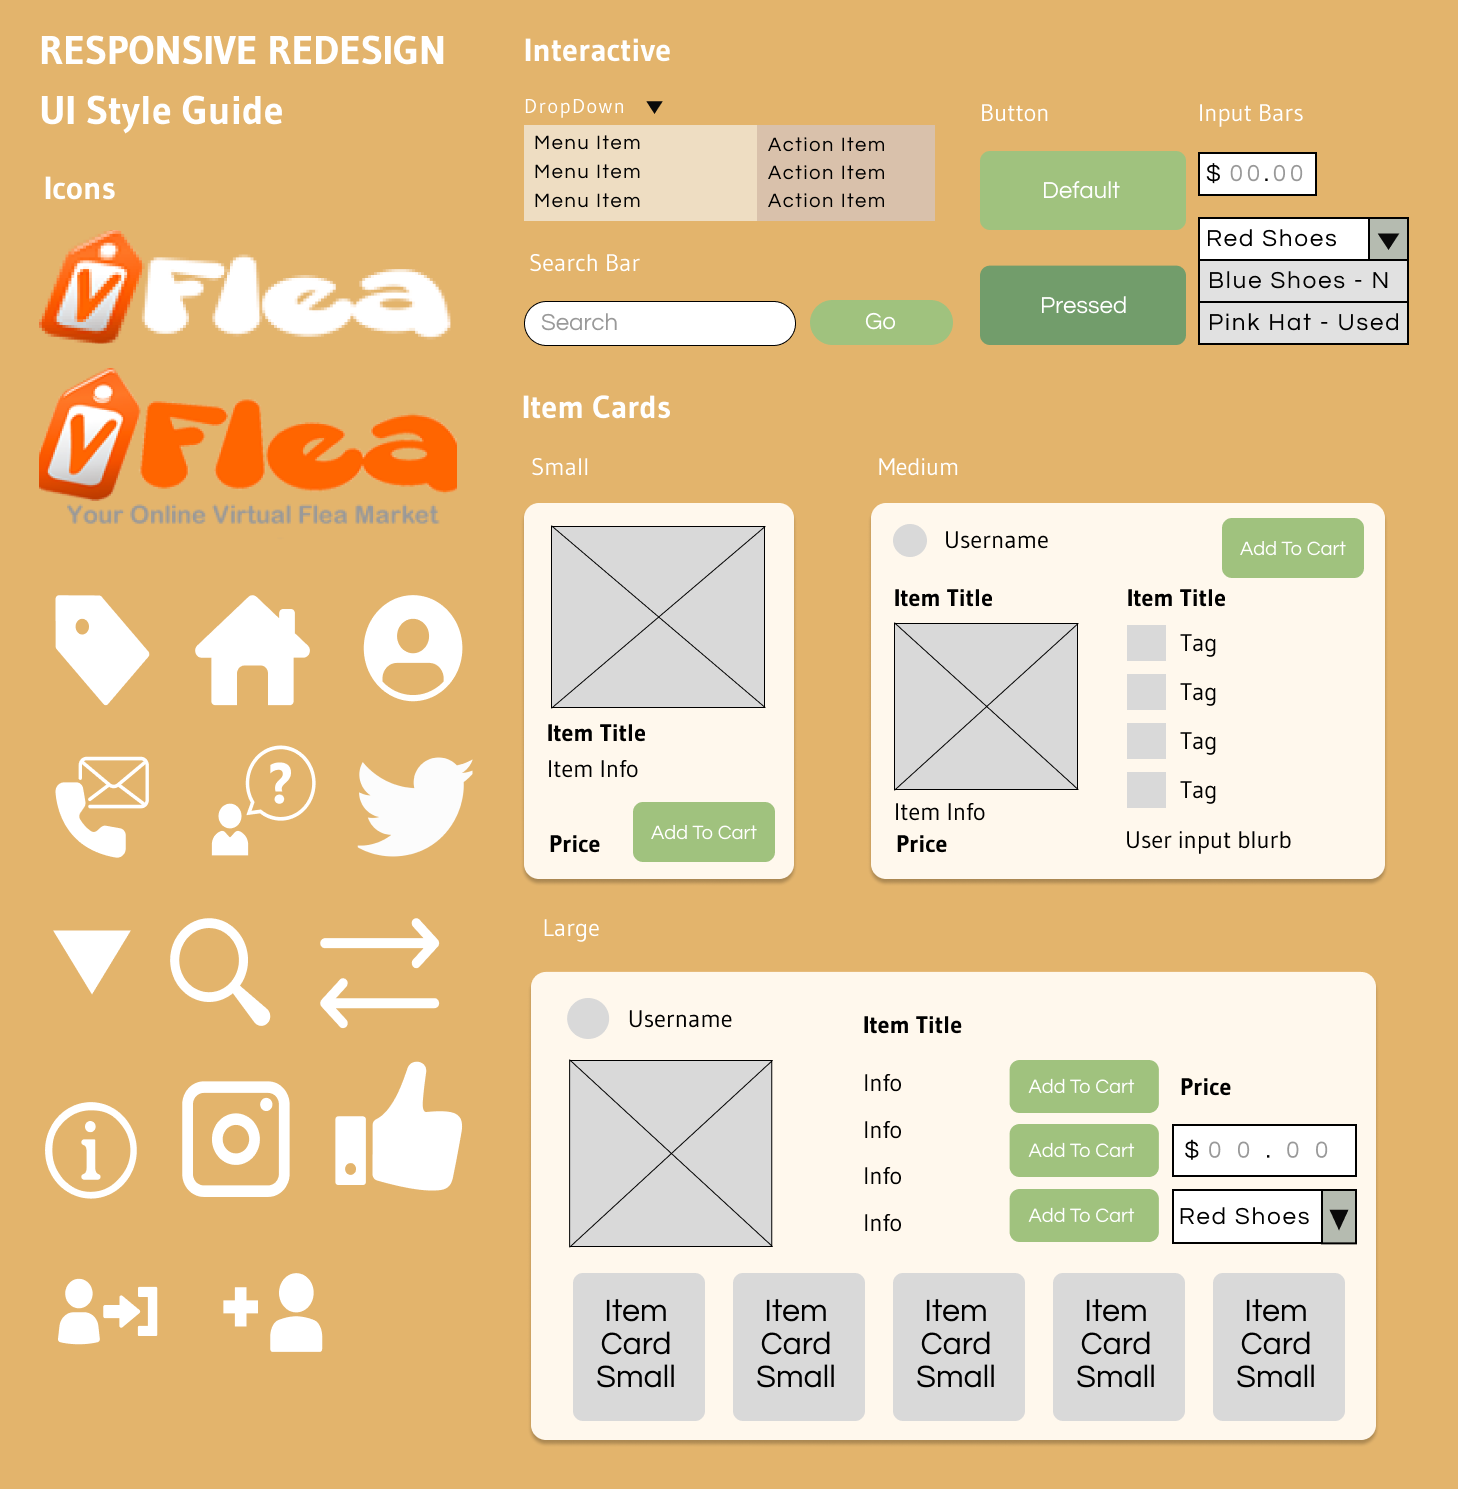 RESPONSIVE REDESIGN
UI Style Guide
Icons
vFlea
vFlea
Your Online Virtual Flea Market
Interactive
DropDown
Menu Item
Menu Item
Menu Item
Action Item
Action Item
Action Item
Search Bar
Search
Go
Button
Default
Pressed
Input Bars
$ 00.00
Red Shoes
Blue Shoes - N
Pink Hat - Used
Item Cards
Small
Item Title
Item Info
Price
Add To Cart
Medium
Username
Add To Cart
Item Title
Item Info
Price
Item Title
Tag
Tag
Tag
Tag
User input blurb
Large
Username
Item Title
Info
Info
Info
Info
Add To Cart
Add To Cart
Add To Cart
Price
$ 0 0 . 0 0
Red Shoes
Item
Card
Small
Item
Card
Small
Item
Card
Small
Item
Card
Small
Item
Card
Small